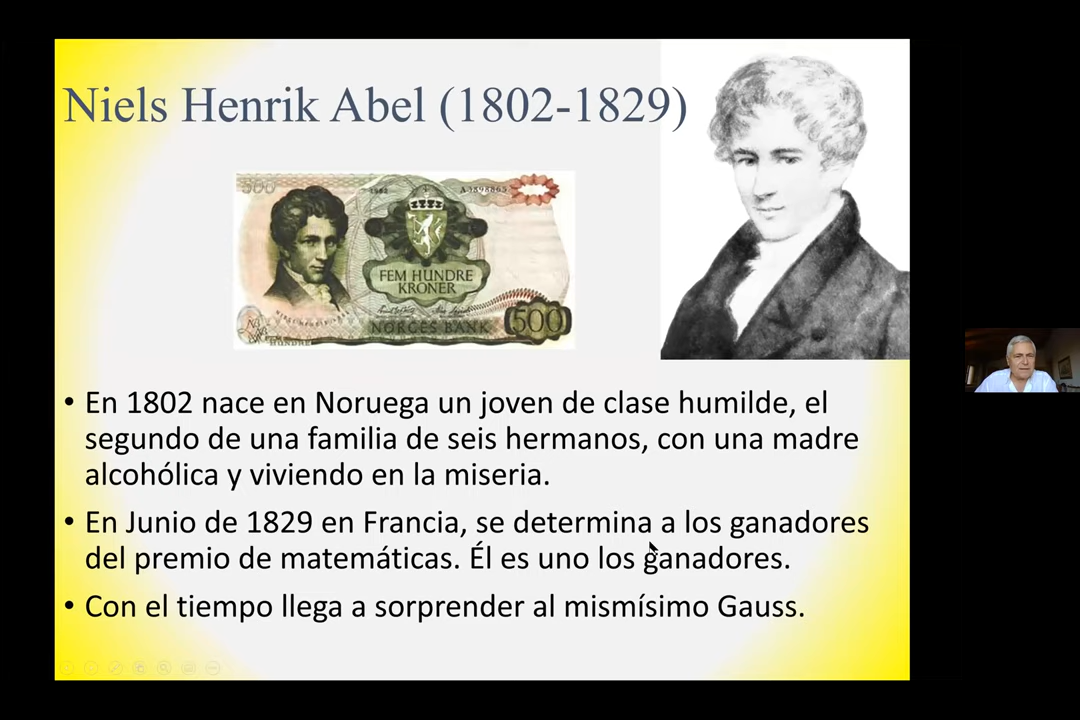 Niels Henrik Abel (1802-1829)
500
1982
A3898865
FEM HUNDRE
KRONER
NORGES BANK
500
• En 1802 nace en Noruega un joven de clase humilde, el
segundo de una familia de seis hermanos, con una madre
alcohólica y viviendo en la miseria.
• En Junio de 1829 en Francia, se determina a los ganadores
del premio de matemáticas. Él es uno los ganadores.
• Con el tiempo llega a sorprender al mismísimo Gauss.